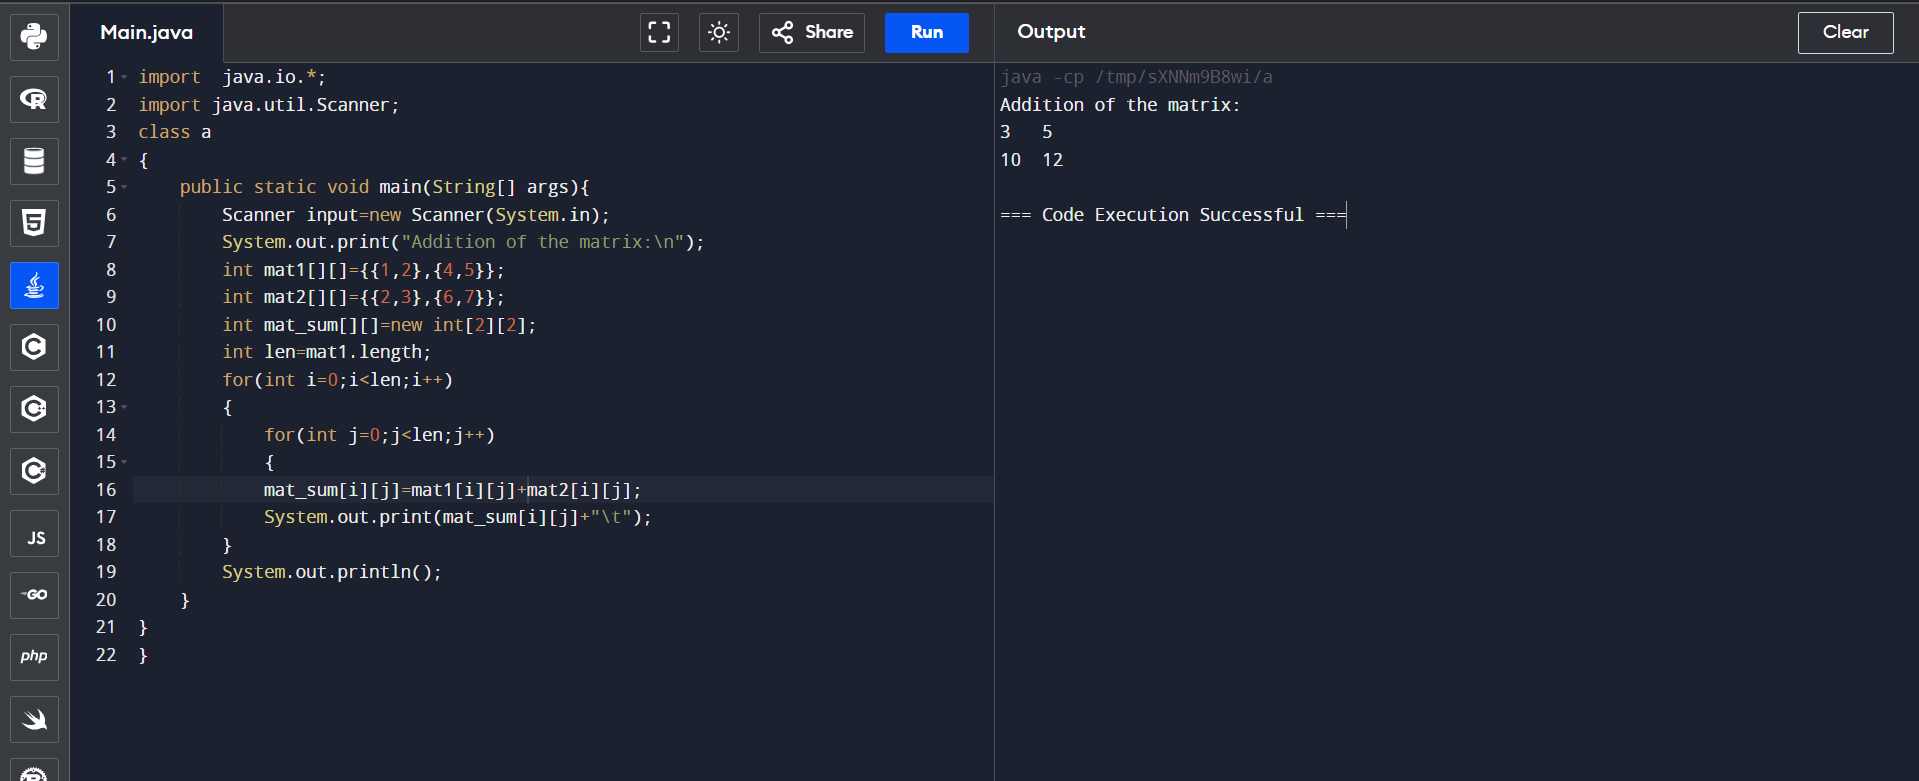 Main.java
Share
Run
Output
Clear
1 import  java.io.*;
2 import java.util.Scanner;
3 class a
4 {
5     public static void main(String[] args){
6         Scanner input=new Scanner(System.in);
7         System.out.print("Addition of the matrix:\n");
8         int mat1[][]={{1,2},{4,5}};
9         int mat2[][]={{2,3},{6,7}};
10         int mat_sum[][]=new int[2][2];
11         int len=mat1.length;
12         for(int i=0;i<len;i++)
13         {
14             for(int j=0;j<len;j++)
15             {
16             mat_sum[i][j]=mat1[i][j]+mat2[i][j];
17             System.out.print(mat_sum[i][j]+"\t");
18         }
19         System.out.println();
20     }
21 }
22 }
java -cp /tmp/sXNNm9B8wi/a
Addition of the matrix:
3   5
10  12
=== Code Execution Successful ===
R
5
C
C++
C#
JS
GO
php